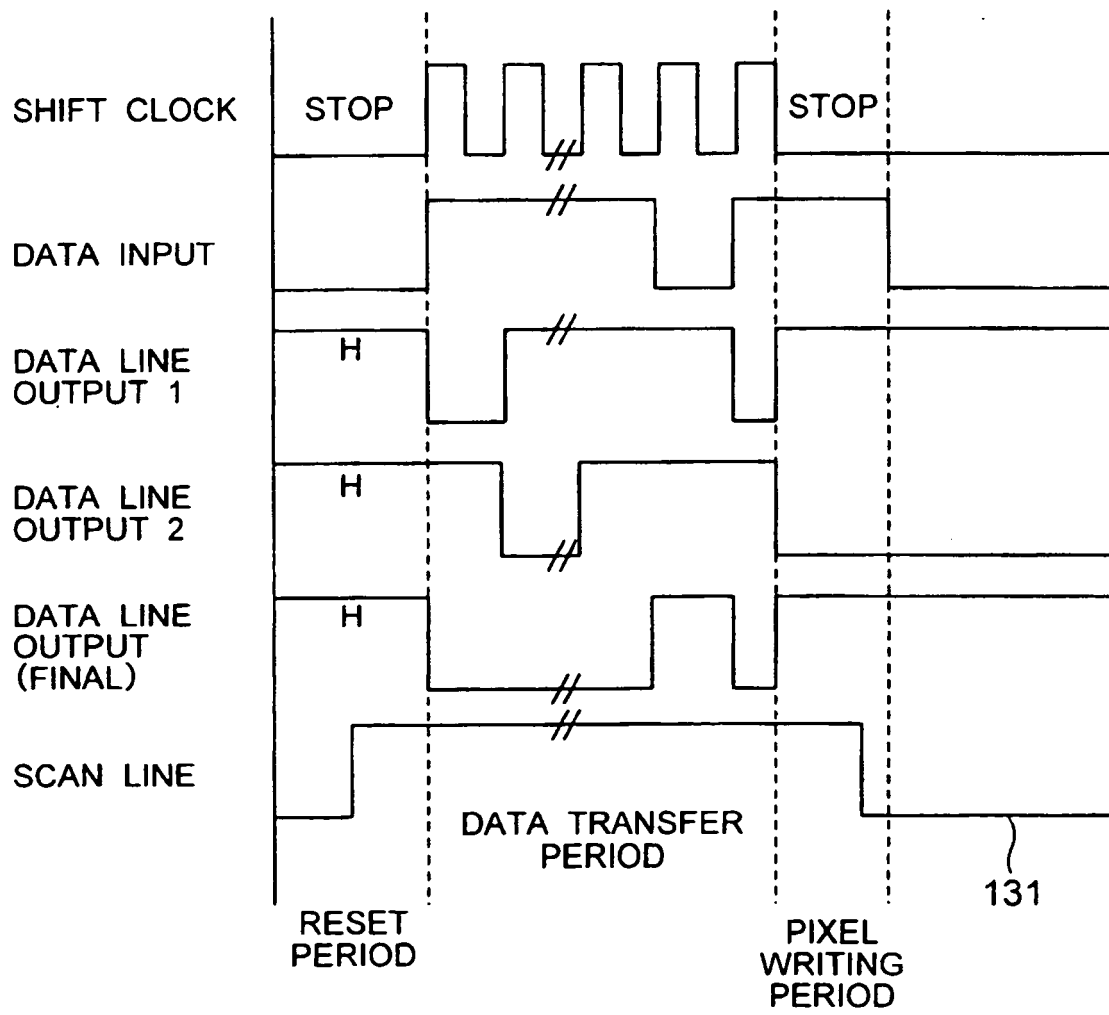 SHIFT CLOCK
STOP
STOP
DATA INPUT
DATA LINE
OUTPUT 1
H
DATA LINE
OUTPUT 2
H
DATA LINE
OUTPUT
(FINAL)
H
SCAN LINE
DATA TRANSFER
PERIOD
131
RESET
PERIOD
PIXEL
WRITING
PERIOD